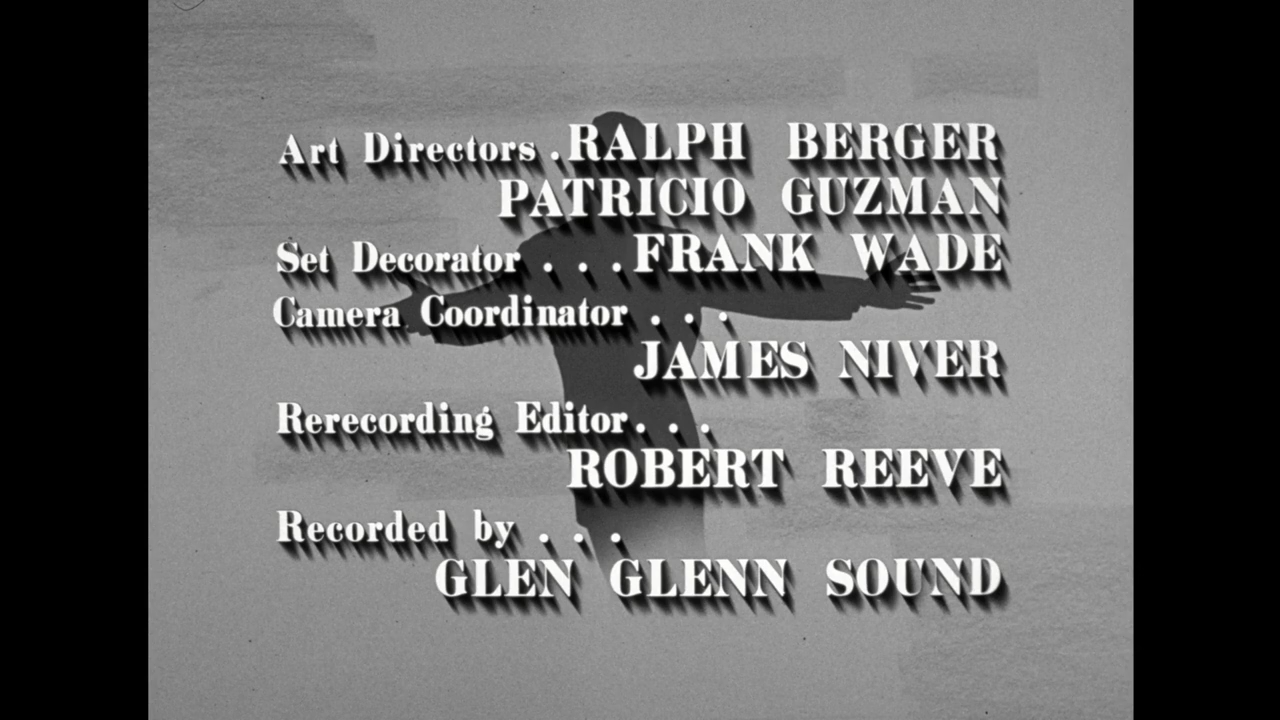 Art Directors . RALPH BERGER
PATRICIO GUZMAN
Set Decorator . . . FRANK WADE
Camera Coordinator . . .
JAMES NIVER
Rerecording Editor . . .
ROBERT REEVE
Recorded by . . .
GLEN GLENN SOUND